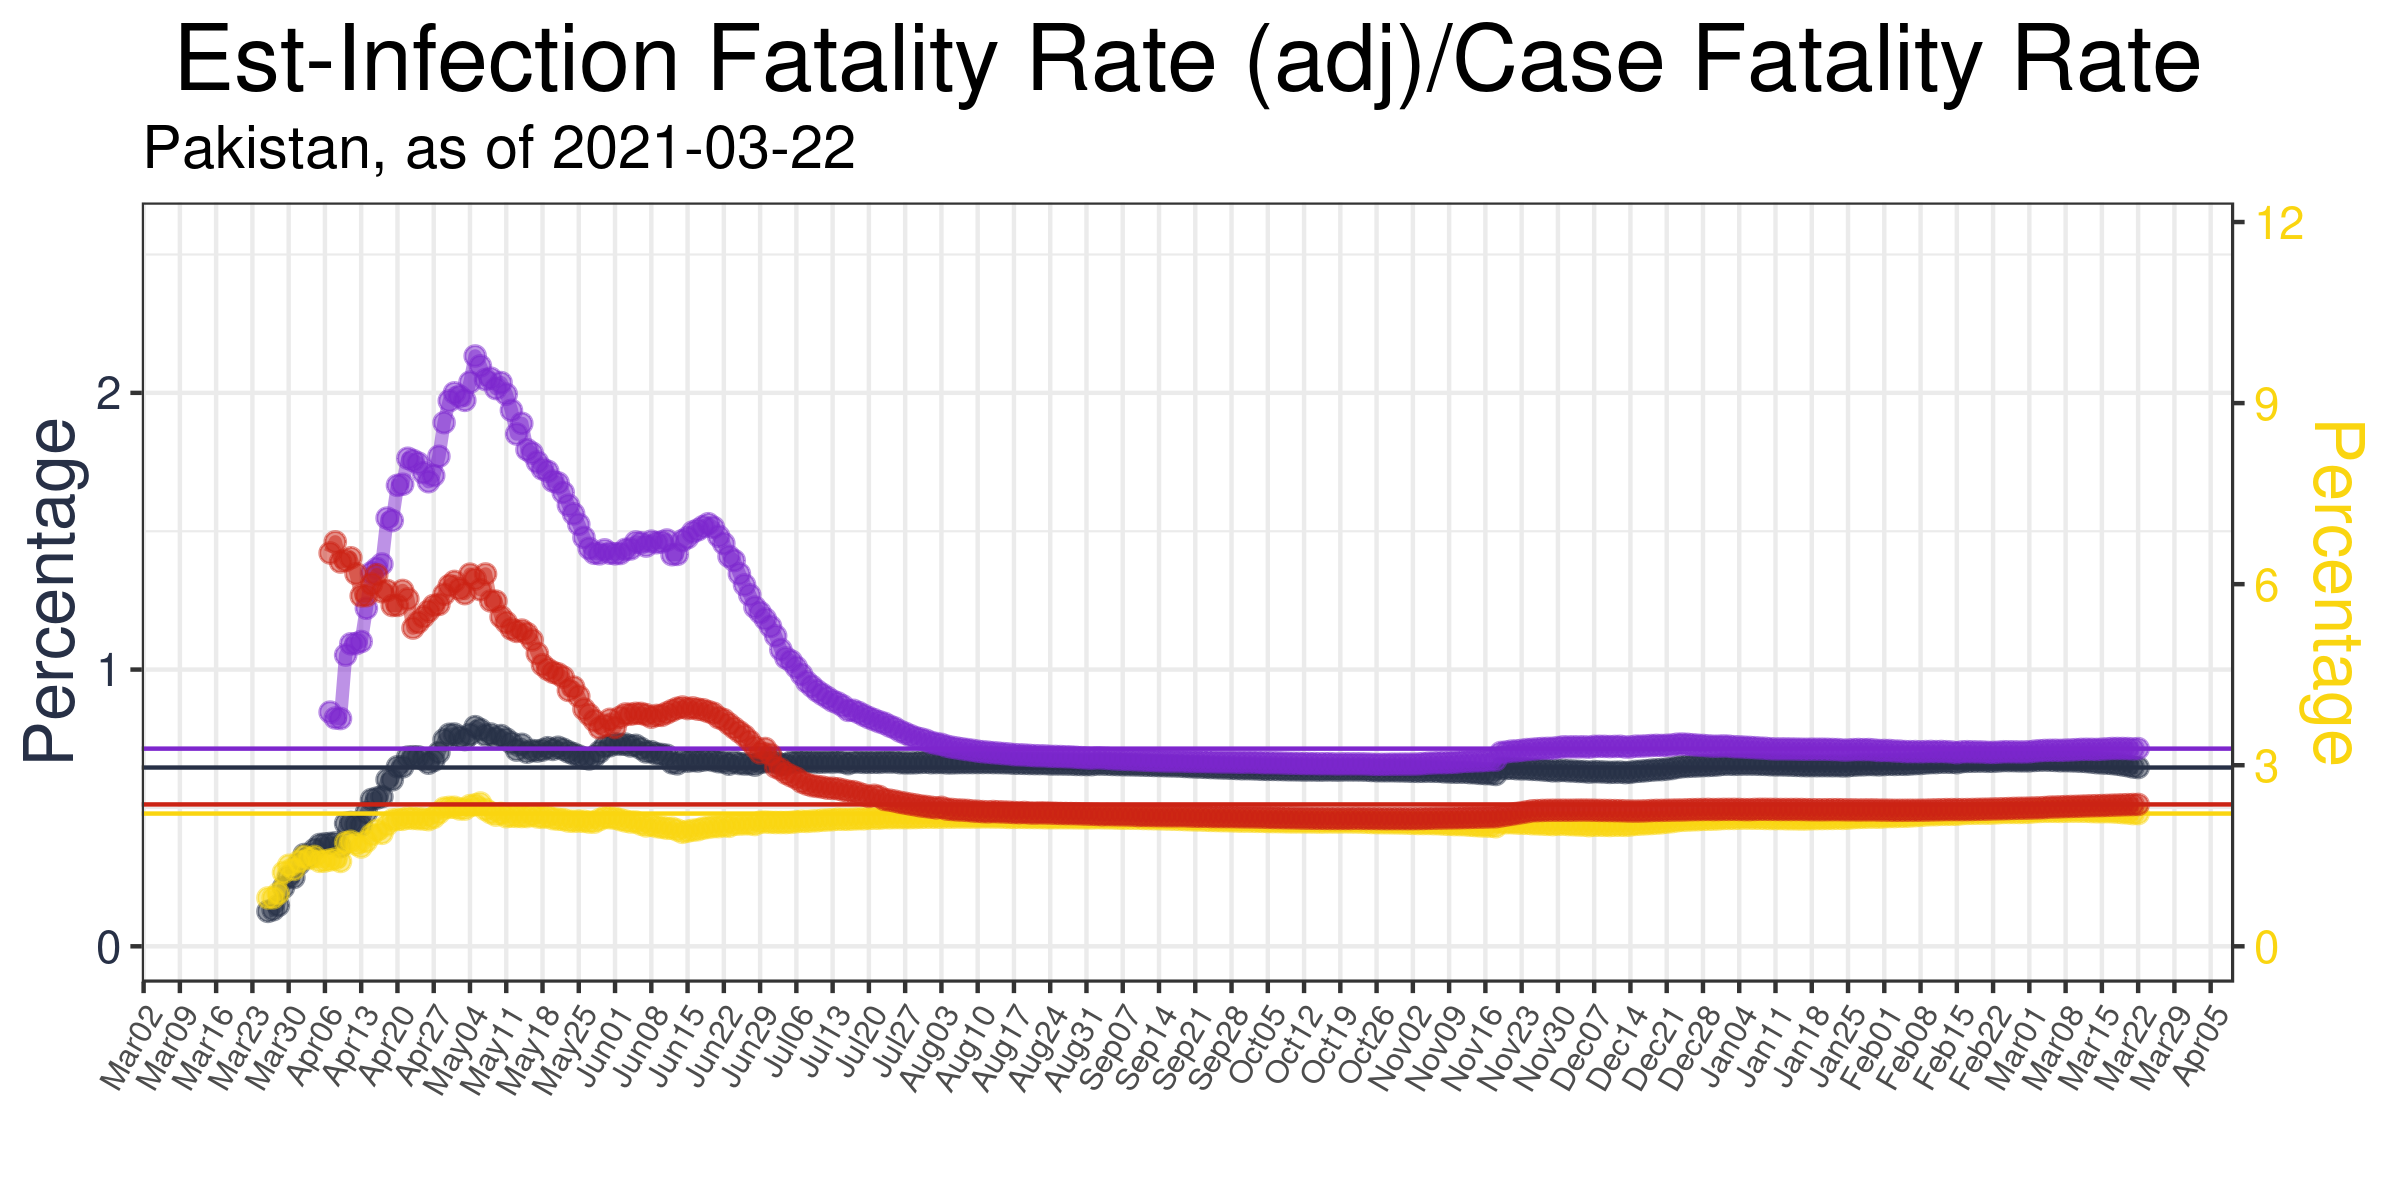 Est-Infection Fatality Rate (adj)/Case Fatality Rate
Pakistan, as of 2021-03-22
Percentage
2
1
0
12
9
6
3
0
Percentage
Mar02
Mar09
Mar16
Mar23
Mar30
Apr06
Apr13
Apr20
Apr27
May04
May11
May18
May25
Jun01
Jun08
Jun15
Jun22
Jun29
Jul06
Jul13
Jul20
Jul27
Aug03
Aug10
Aug17
Aug24
Aug31
Sep07
Sep14
Sep21
Sep28
Oct05
Oct12
Oct19
Oct26
Nov02
Nov09
Nov16
Nov23
Nov30
Dec07
Dec14
Dec21
Dec28
Jan04
Jan11
Jan18
Jan25
Feb01
Feb08
Feb15
Feb22
Mar01
Mar08
Mar15
Mar22
Mar29
Apr05